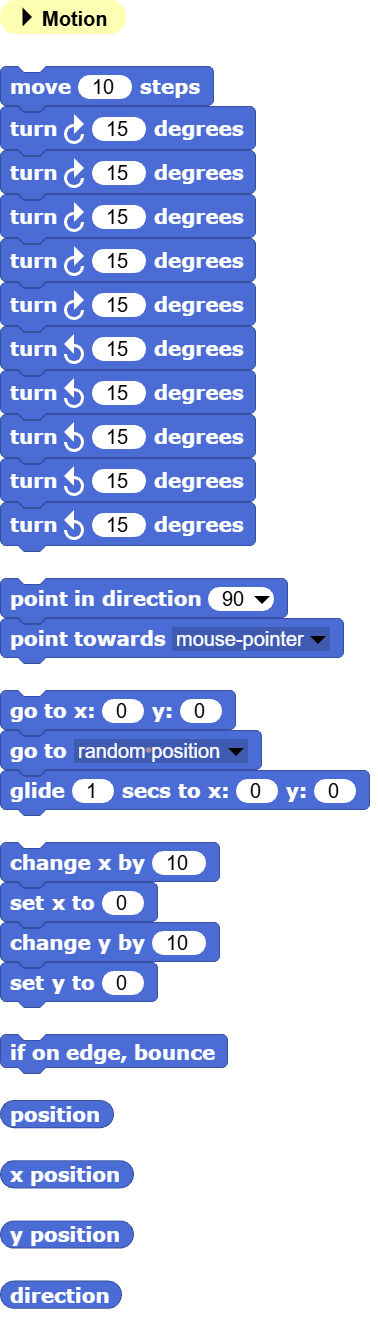 Motion
move 10 steps
turn 15 degrees
turn 15 degrees
turn 15 degrees
turn 15 degrees
turn 15 degrees
turn 15 degrees
turn 15 degrees
turn 15 degrees
turn 15 degrees
turn 15 degrees
point in direction 90
point towards mouse-pointer
go to x: 0 y: 0
go to random position
glide 1 secs to x: 0 y: 0
change x by 10
set x to 0
change y by 10
set y to 0
if on edge, bounce
position
x position
y position
direction